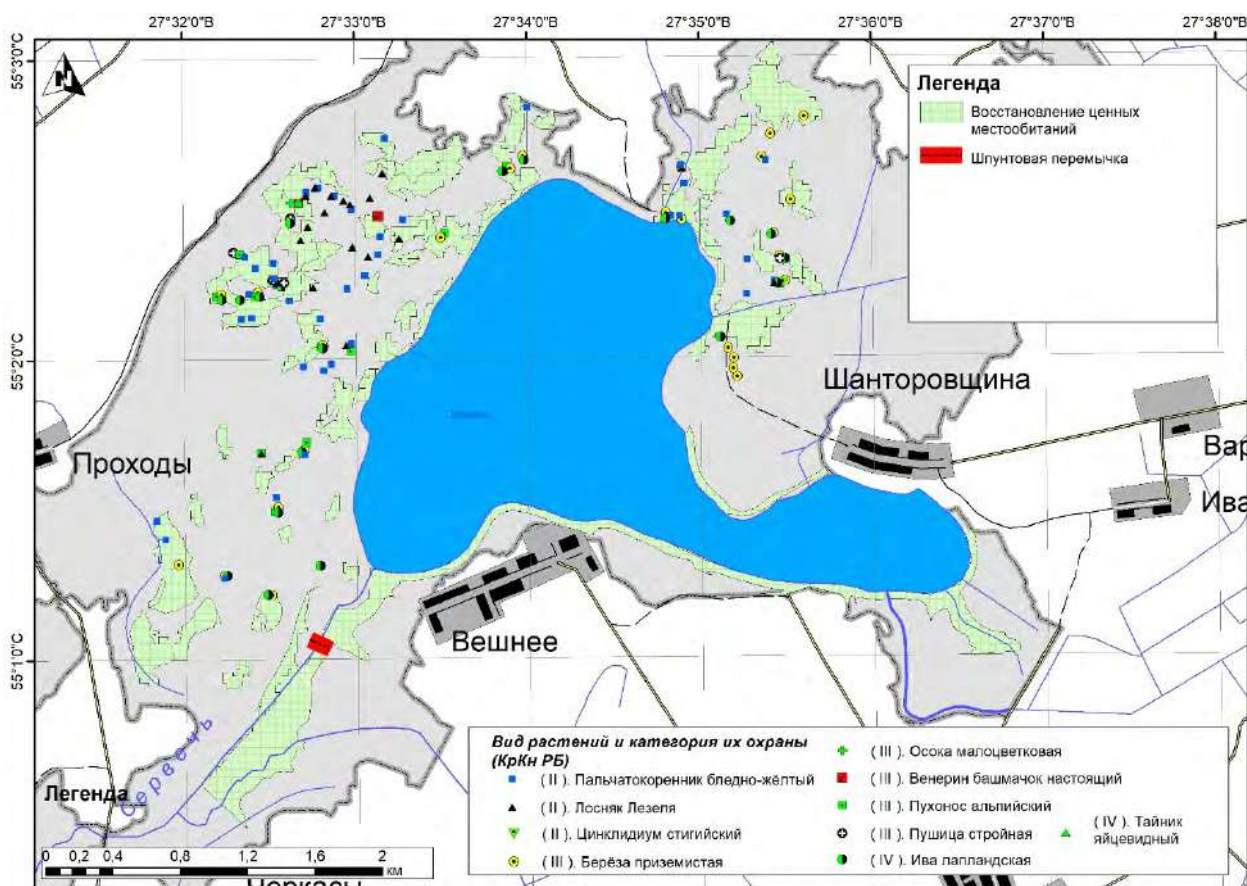 27°32'0"В 27°33'0"В 27°34'0"В 27°35'0"В 27°36'0"В 27°37'0"В 27°38'0"В
55°3'0"С
N
Легенда
Восстановление ценных
местообитаний
Шпунтовая перемычка
55°2'0"С
Шанторовщина
Проходы
Вар
Ива
Вешнее
55°1'0"С
Сервечь
Вид растений и категория их охраны
(КрКн РБ)
(II). Пальчатокоренник бледно-жёлтый
(II). Лосняк Лезеля
(II). Цинклидиум стигийский
(III). Берёза приземистая
(III). Осока малоцветковая
(III). Венерин башмачок настоящий
(III). Пухонос альпийский
(III). Пушица стройная
(IV). Ива лапландская
(IV). Тайник
яйцевидный
Легенда
0 0,2 0,4 0,8 1,2 1,6 2
км